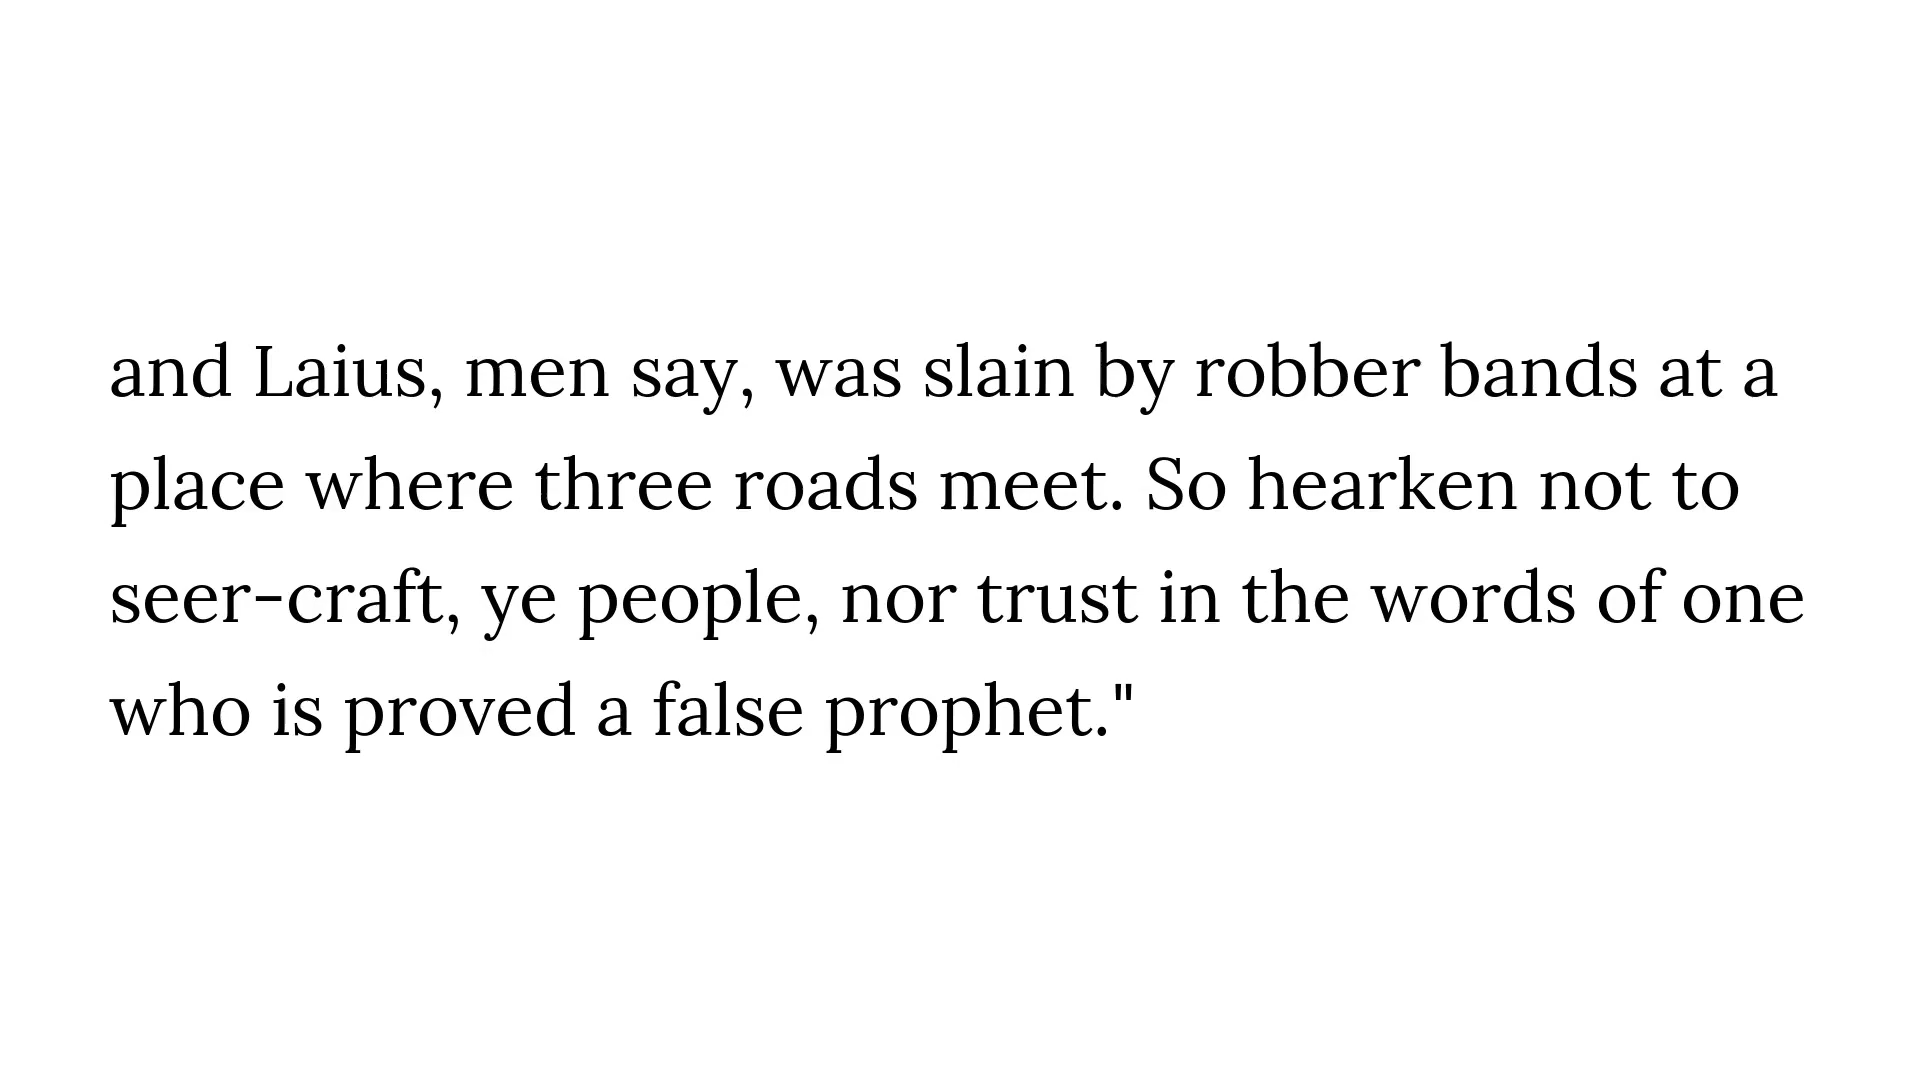 and Laius, men say, was slain by robber bands at a
place where three roads meet. So hearken not to
seer-craft, ye people, nor trust in the words of one
who is proved a false prophet."